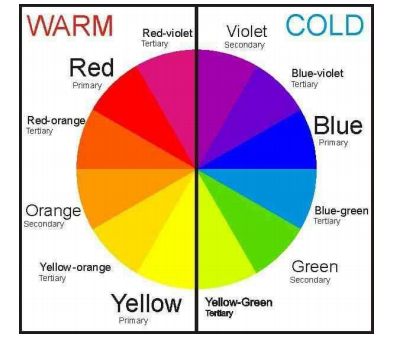 WARM
COLD
Red-violet
Tertiary
Violet
Secondary
Red
Primary
Blue-violet
Tertiary
Red-orange
Tertiary
Blue
Primary
Orange
Secondary
Blue-green
Tertiary
Yellow-orange
Tertiary
Green
Secondary
Yellow
Primary
Yellow-Green
Tertiary